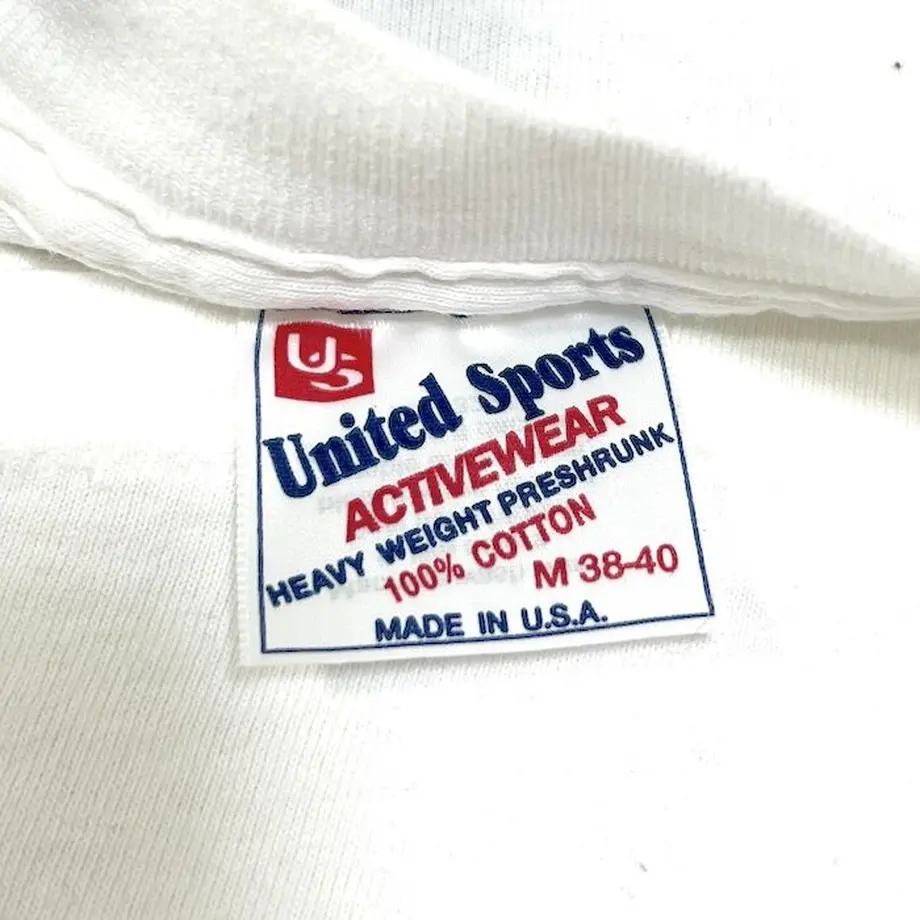 US
United Sports
ACTIVEWEAR
HEAVY WEIGHT PRESHRUNK
100% COTTON
M 38-40
MADE IN U.S.A.